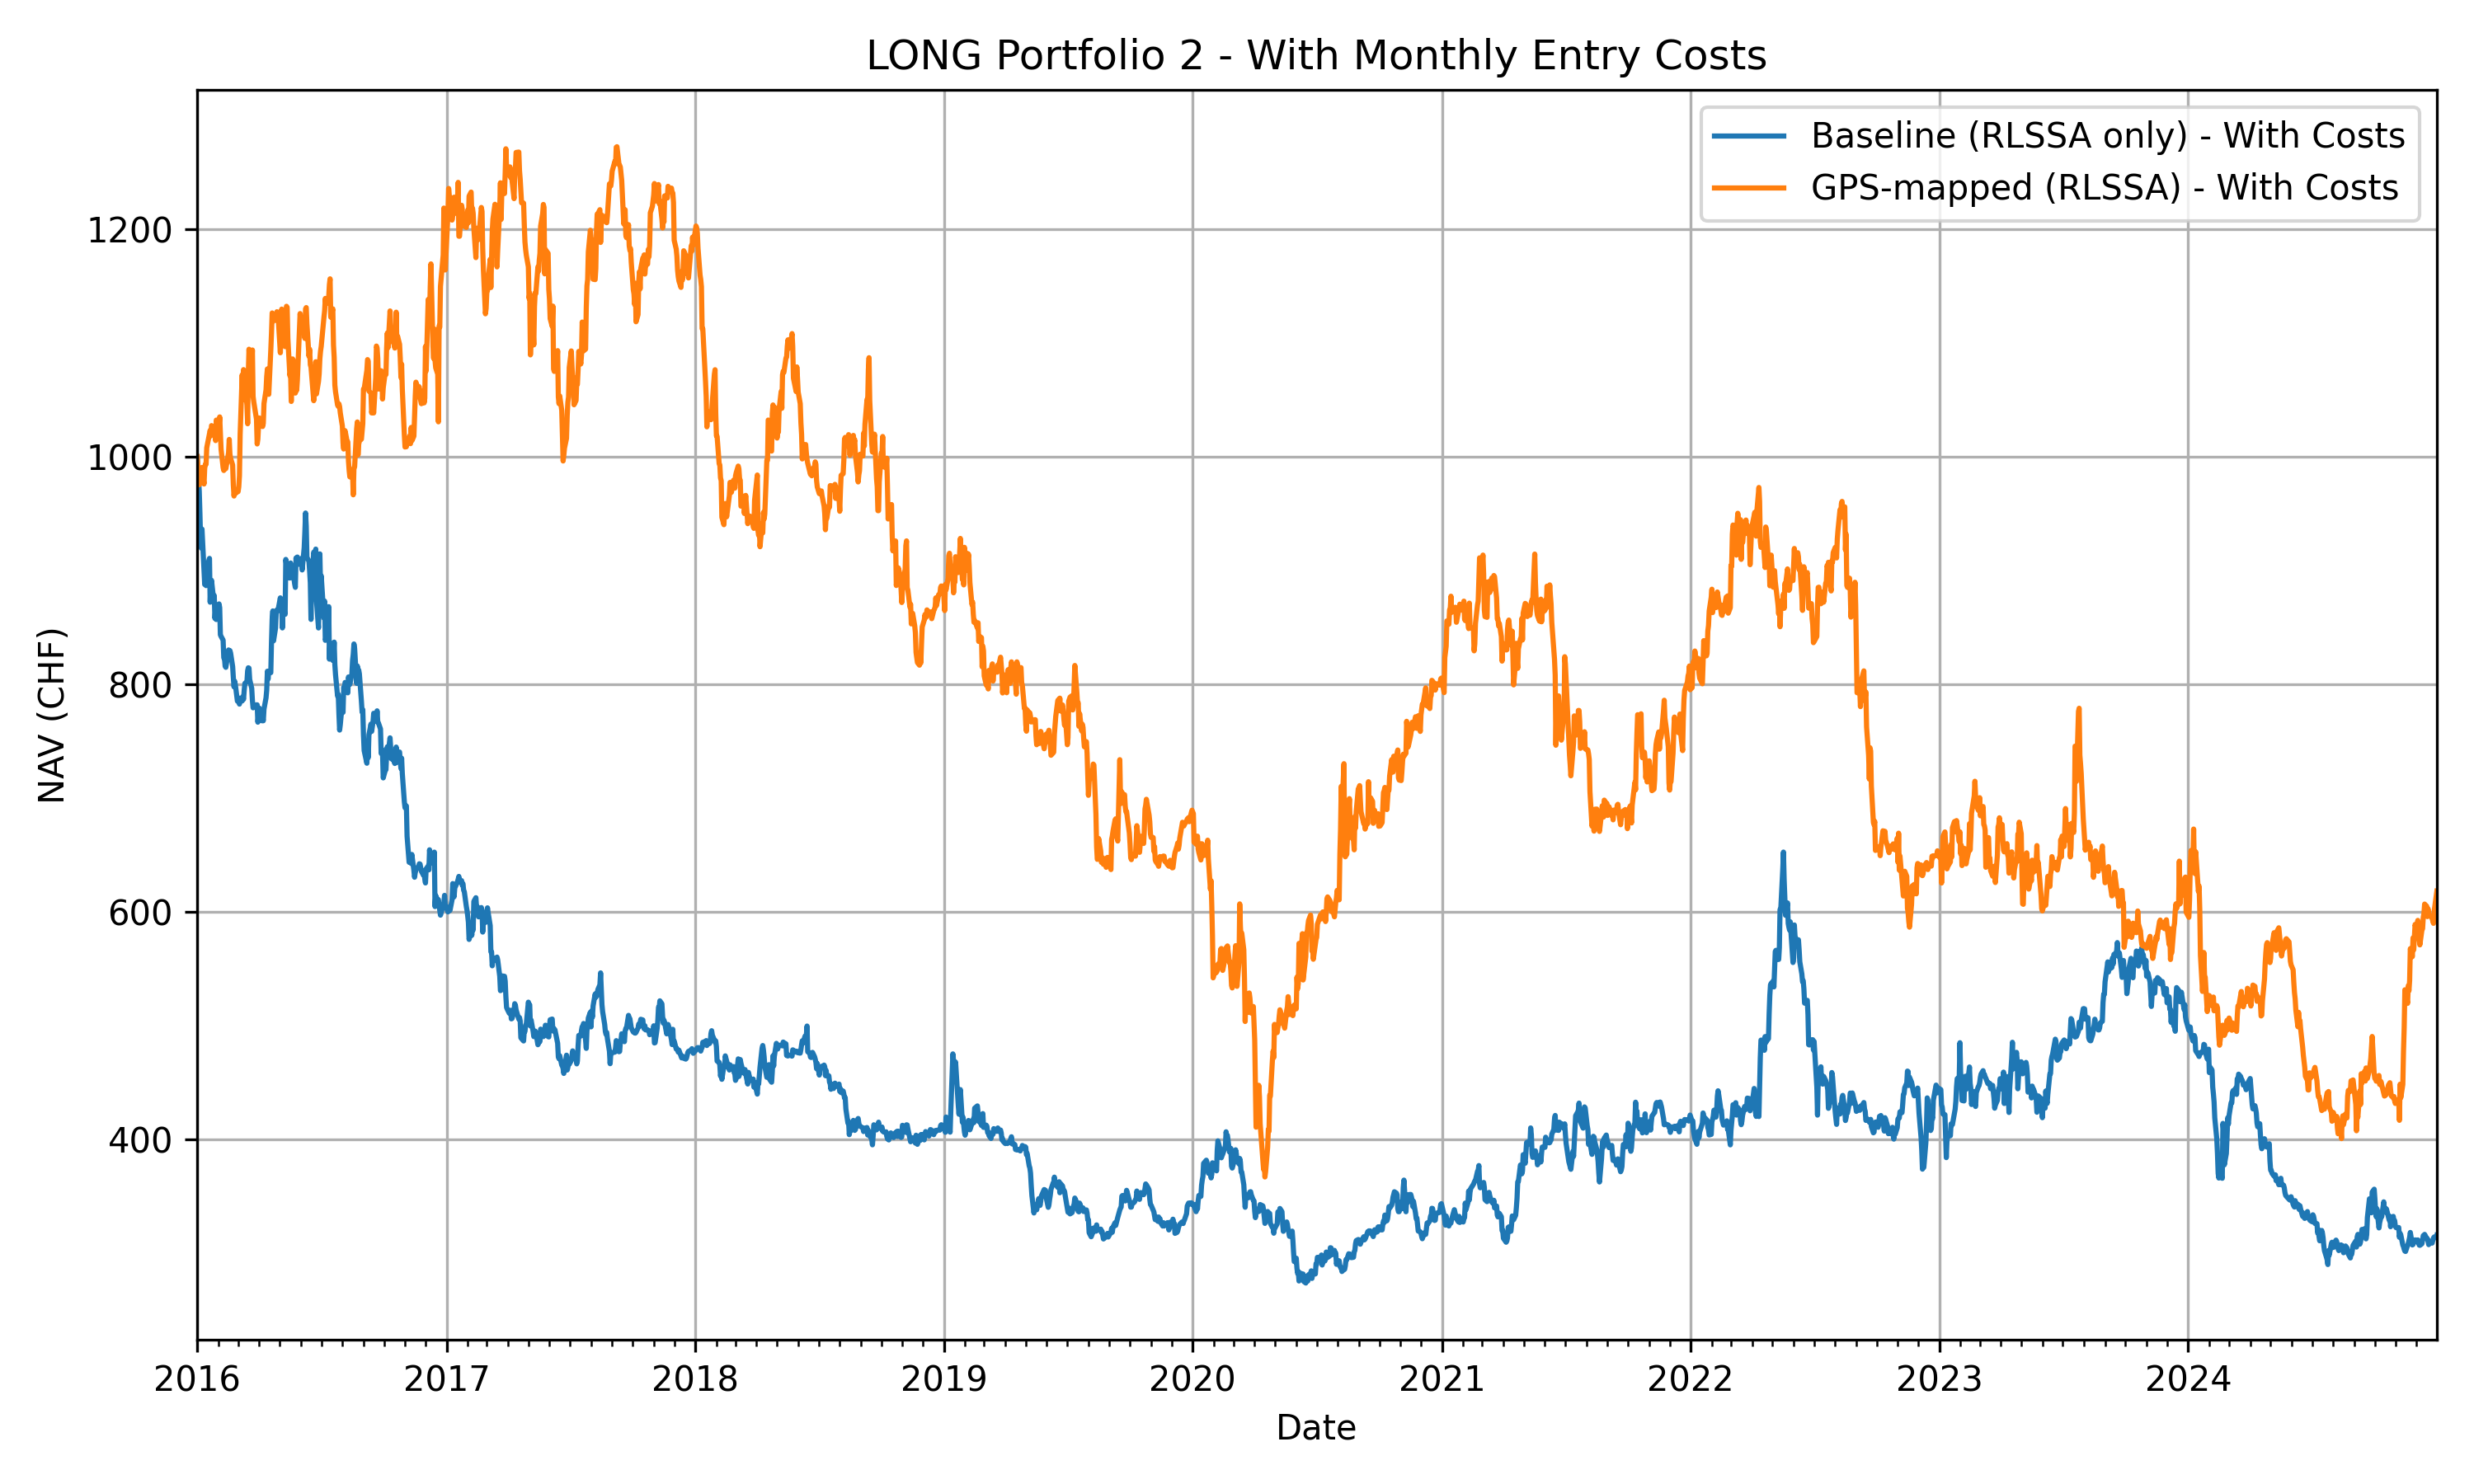 LONG Portfolio 2 - With Monthly Entry Costs
Baseline (RLSSA only) - With Costs
GPS-mapped (RLSSA) - With Costs
NAV (CHF)
1200
1000
800
600
400
2016
2017
2018
2019
2020
2021
2022
2023
2024
Date